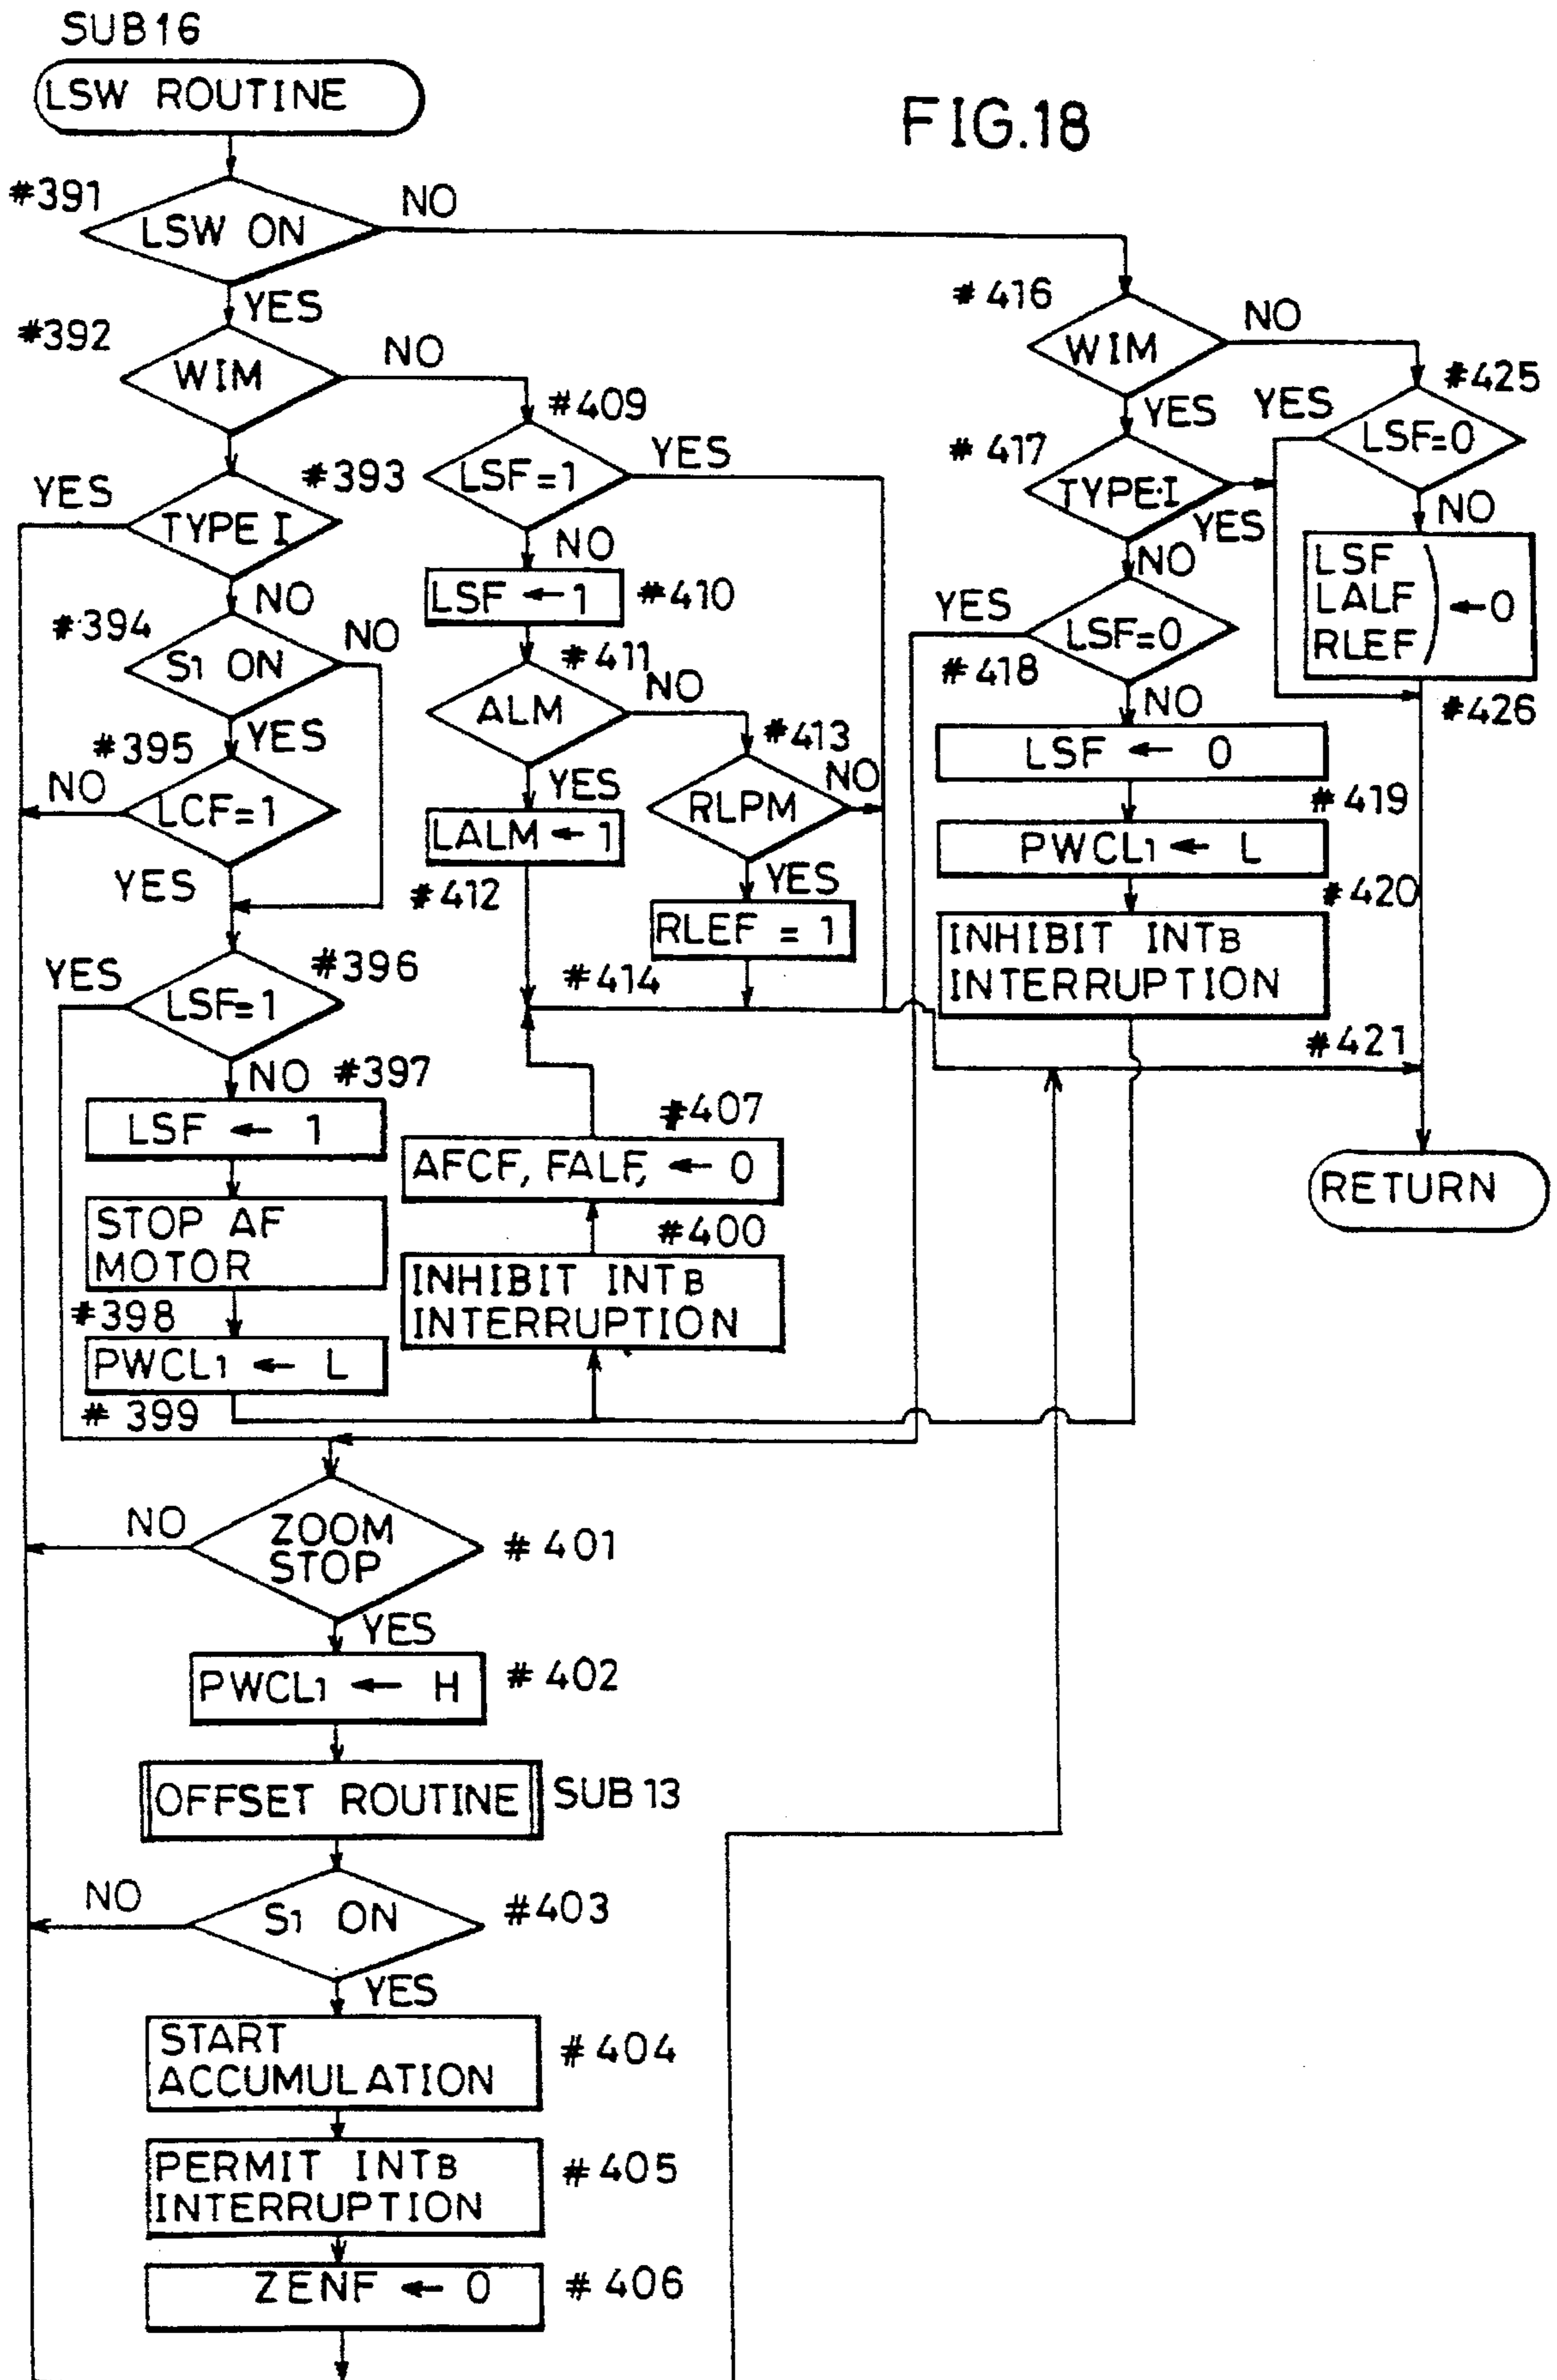 SUB16
LSW ROUTINE
FIG.18
#391
LSW ON
NO
YES
#392
WIM
NO
#393
YES
TYPE I
NO
#394
S1 ON
NO
YES
#395
NO
LCF=1
YES
#396
YES
LSF=1
NO
#397
LSF ← 1
STOP AF
MOTOR
#398
PWCL1 ← L
#399
#409
LSF=1
YES
NO
LSF ← 1
#410
#411
ALM
NO
YES
LALM ← 1
#412
#413
RLPM
NO
YES
RLEF = 1
#414
#407
AFCF, FALF, ← 0
#400
INHIBIT INTB
INTERRUPTION
#416
WIM
NO
YES
#417
TYPE·I
YES
NO
YES
LSF=0
#418
NO
LSF ← 0
#419
PWCL1 ← L
#420
INHIBIT INTB
INTERRUPTION
#421
#425
YES
LSF=0
NO
LSF
LALF ) ← 0
RLEF
#426
RETURN
NO
ZOOM
STOP
#401
YES
PWCL1 ← H
#402
OFFSET ROUTINE
SUB 13
NO
S1 ON
#403
YES
START
ACCUMULATION
#404
PERMIT INTB
INTERRUPTION
#405
ZENF ← 0
#406